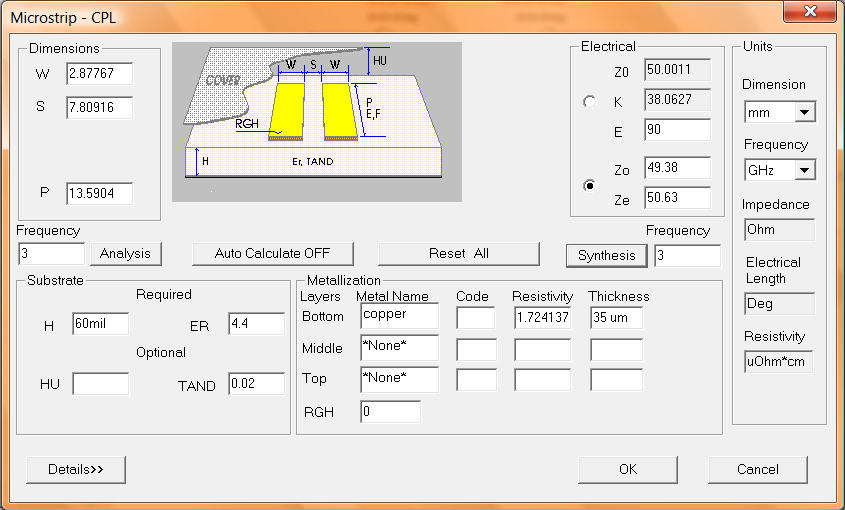 Microstrip - CPL
Dimensions
W 2.87767
S 7.80916
P 13.5904
W S W HU
COVER
P
E,F
RGH
H Er, TAND
Electrical
Z0 50.0011
K 38.0627
E 90
Zo 49.38
Ze 50.63
Units
Dimension
mm
Frequency
GHz
Impedance
Ohm
Electrical
Length
Deg
Resistivity
uOhm*cm
Frequency
3 Analysis Auto Calculate OFF Reset All Synthesis
Frequency
3
Substrate
Required
H 60mil ER 4.4
Optional
HU TAND 0.02
Metallization
Layers Metal Name Code Resistivity Thickness
Bottom copper 1.724137 35 um
Middle *None*
Top *None*
RGH 0
Details>> OK Cancel